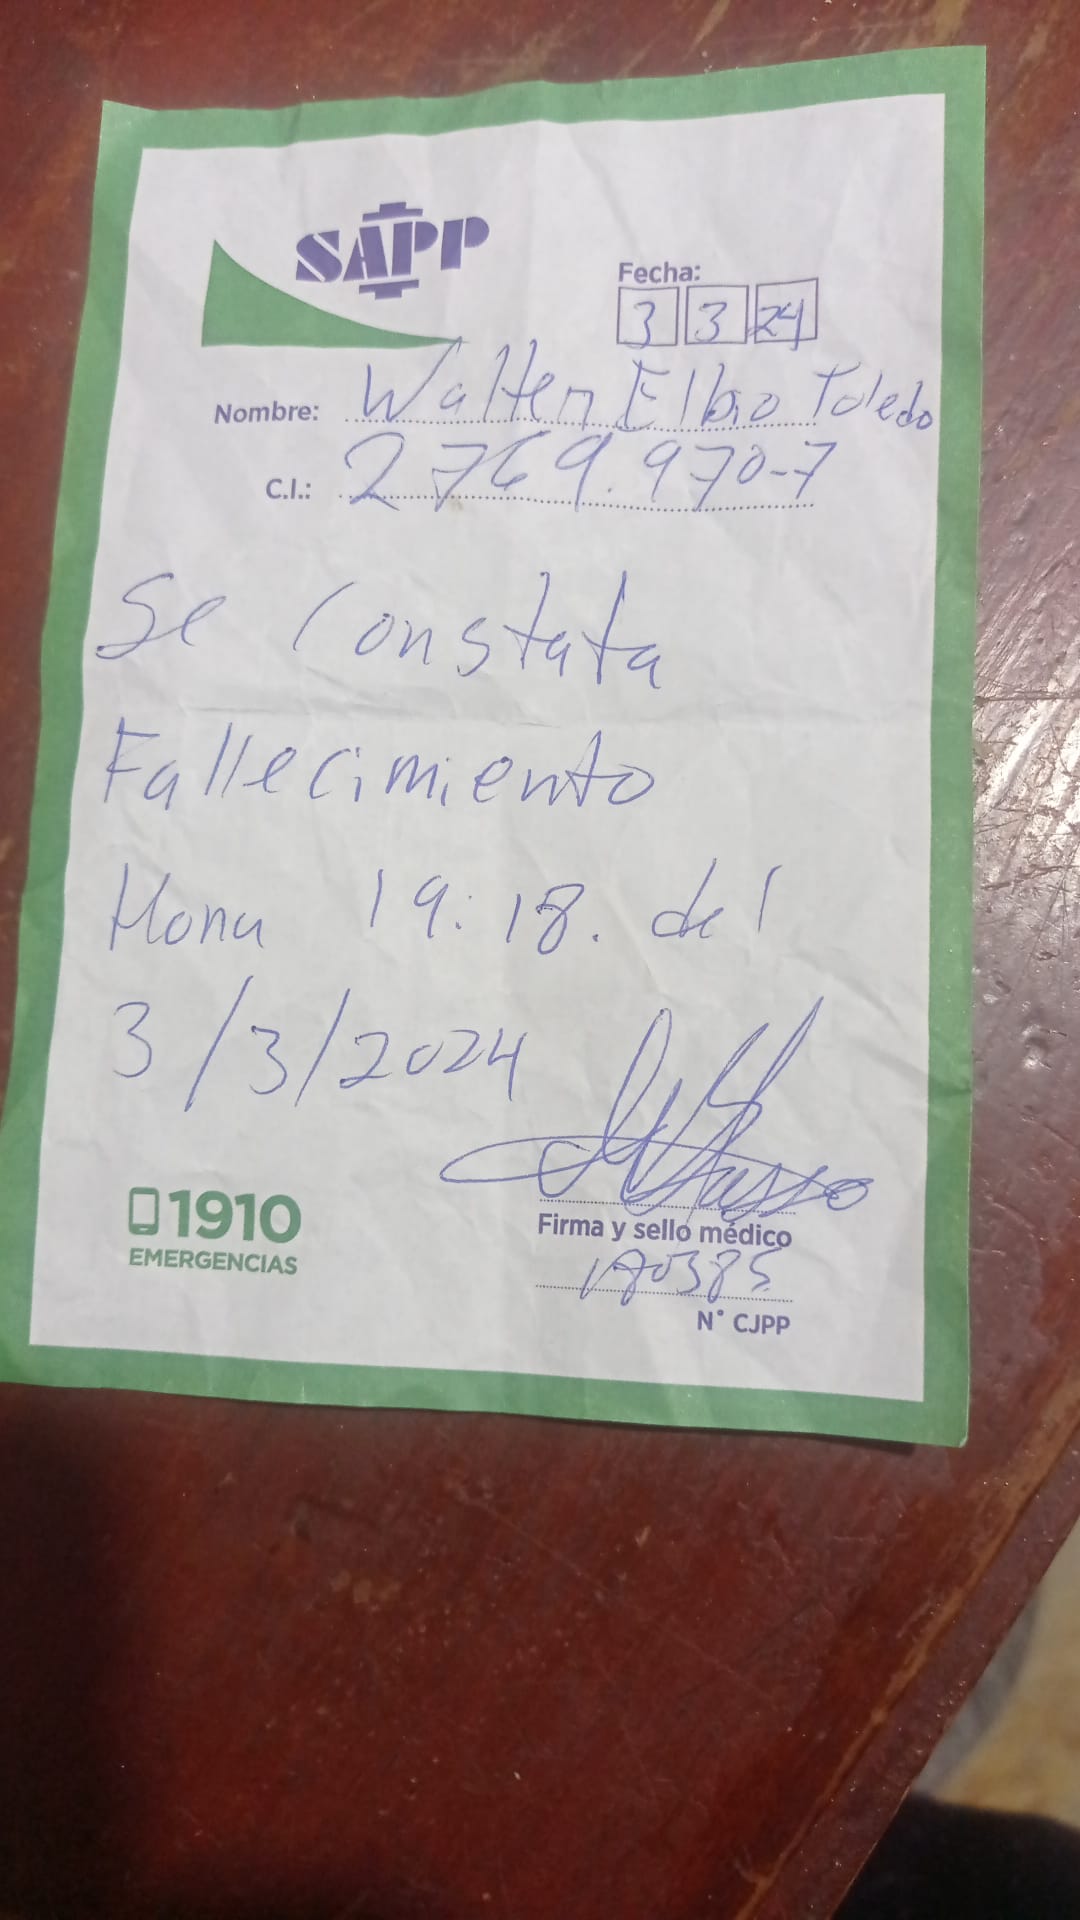 SAPP
Fecha:
3 3 24
Nombre: Walter Elbio Toledo
C.I.: 2769.970-7
Se Constata
Fallecimiento
Hora 19:18. del
3/3/2024
1910
EMERGENCIAS
Firma y sello médico
N° CJPP